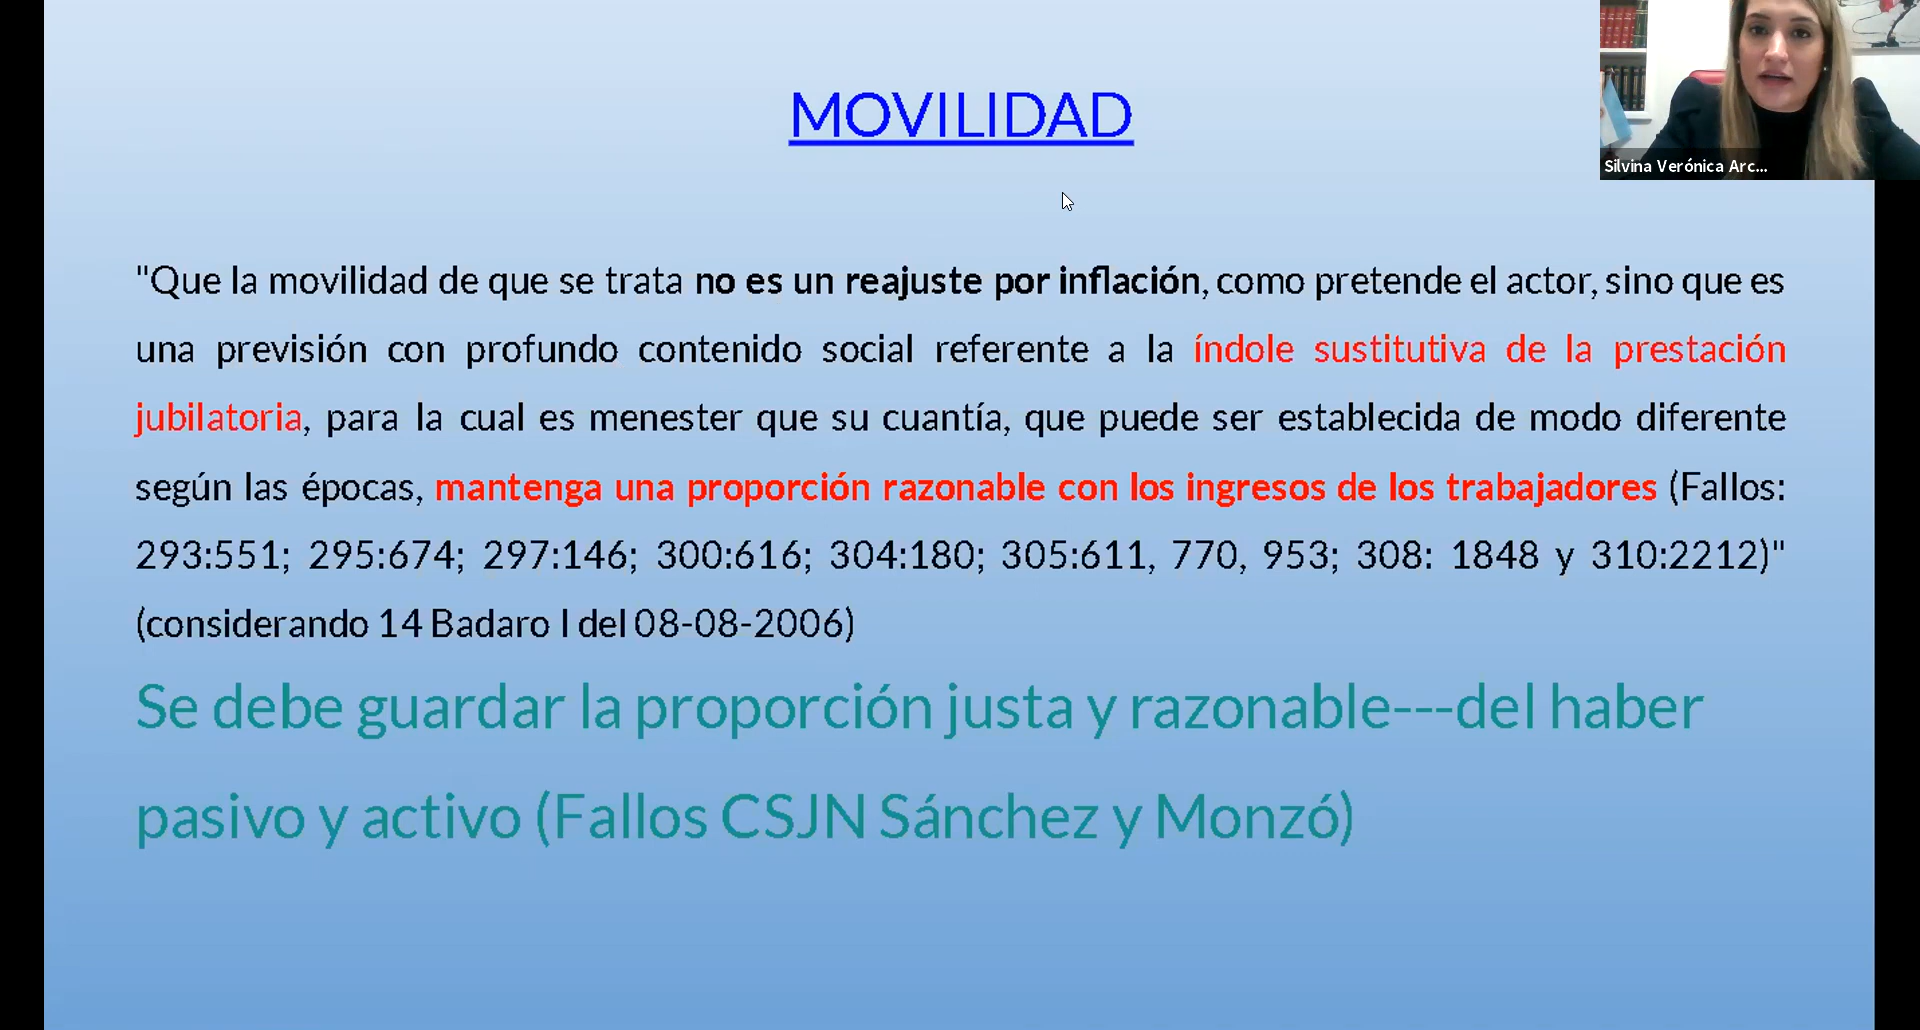 MOVILIDAD
Silvina Verónica Arc...
"Que la movilidad de que se trata no es un reajuste por inflación, como pretende el actor, sino que es
una previsión con profundo contenido social referente a la índole sustitutiva de la prestación
jubilatoria, para la cual es menester que su cuantía, que puede ser establecida de modo diferente
según las épocas, mantenga una proporción razonable con los ingresos de los trabajadores (Fallos:
293:551; 295:674; 297:146; 300:616; 304:180; 305:611, 770, 953; 308: 1848 y 310:2212)"
(considerando 14 Badaro I del 08-08-2006)
Se debe guardar la proporción justa y razonable---del haber
pasivo y activo (Fallos CSJN Sánchez y Monzó)